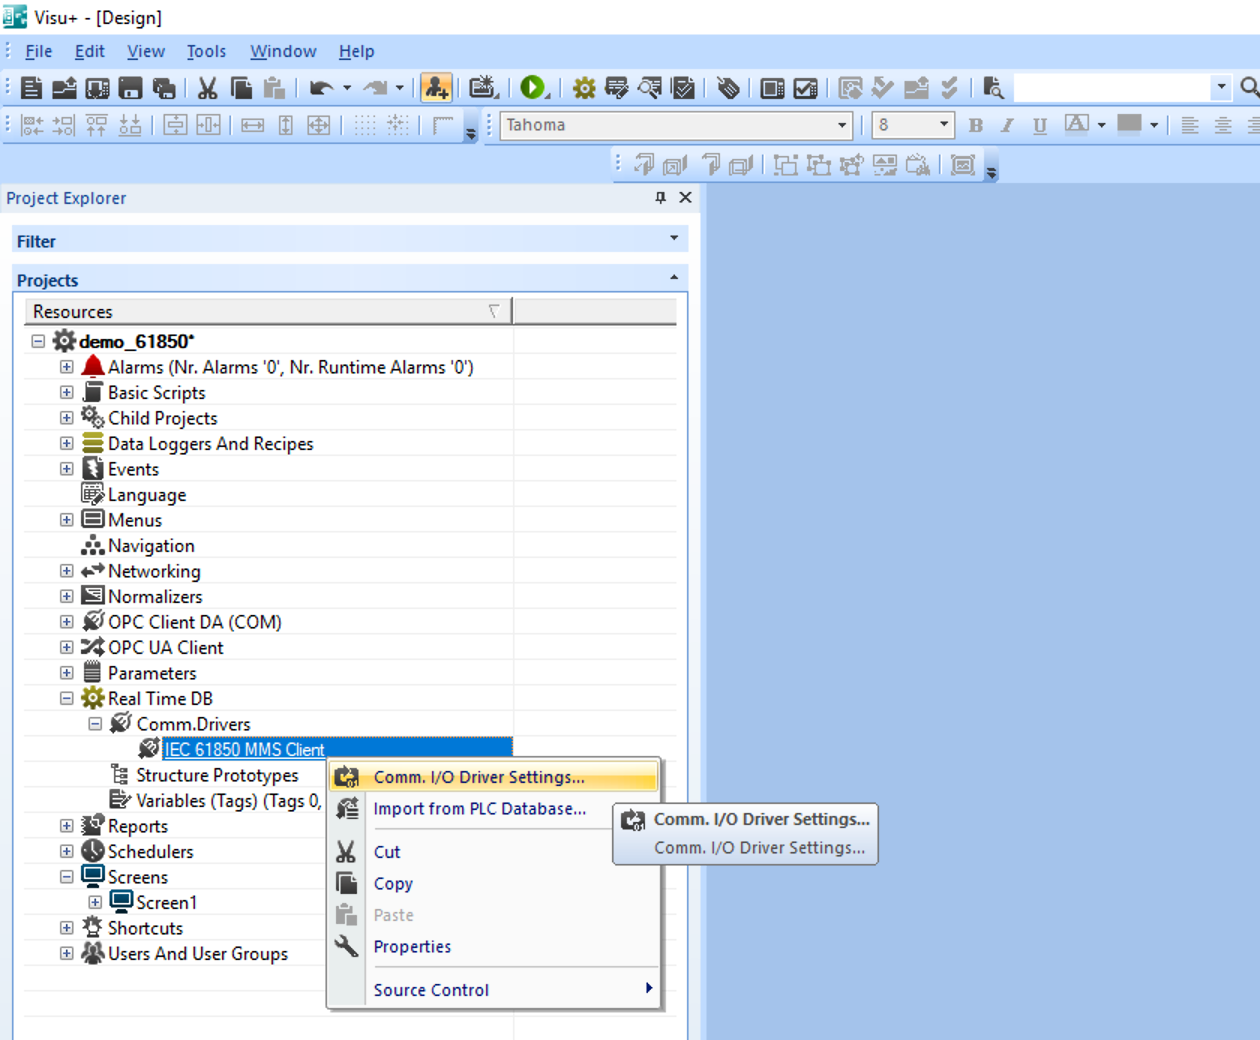 Visu+ - [Design]
File Edit View Tools Window Help
Tahoma 8 B I U A
Project Explorer
Filter
Projects
Resources
demo_61850*
Alarms (Nr. Alarms '0', Nr. Runtime Alarms '0')
Basic Scripts
Child Projects
Data Loggers And Recipes
Events
Language
Menus
Navigation
Networking
Normalizers
OPC Client DA (COM)
OPC UA Client
Parameters
Real Time DB
Comm.Drivers
IEC 61850 MMS Client
Structure Prototypes
Variables (Tags) (Tags 0,
Reports
Schedulers
Screens
Screen1
Shortcuts
Users And User Groups
Comm. I/O Driver Settings...
Import from PLC Database...
Cut
Copy
Paste
Properties
Source Control
Comm. I/O Driver Settings...
Comm. I/O Driver Settings...